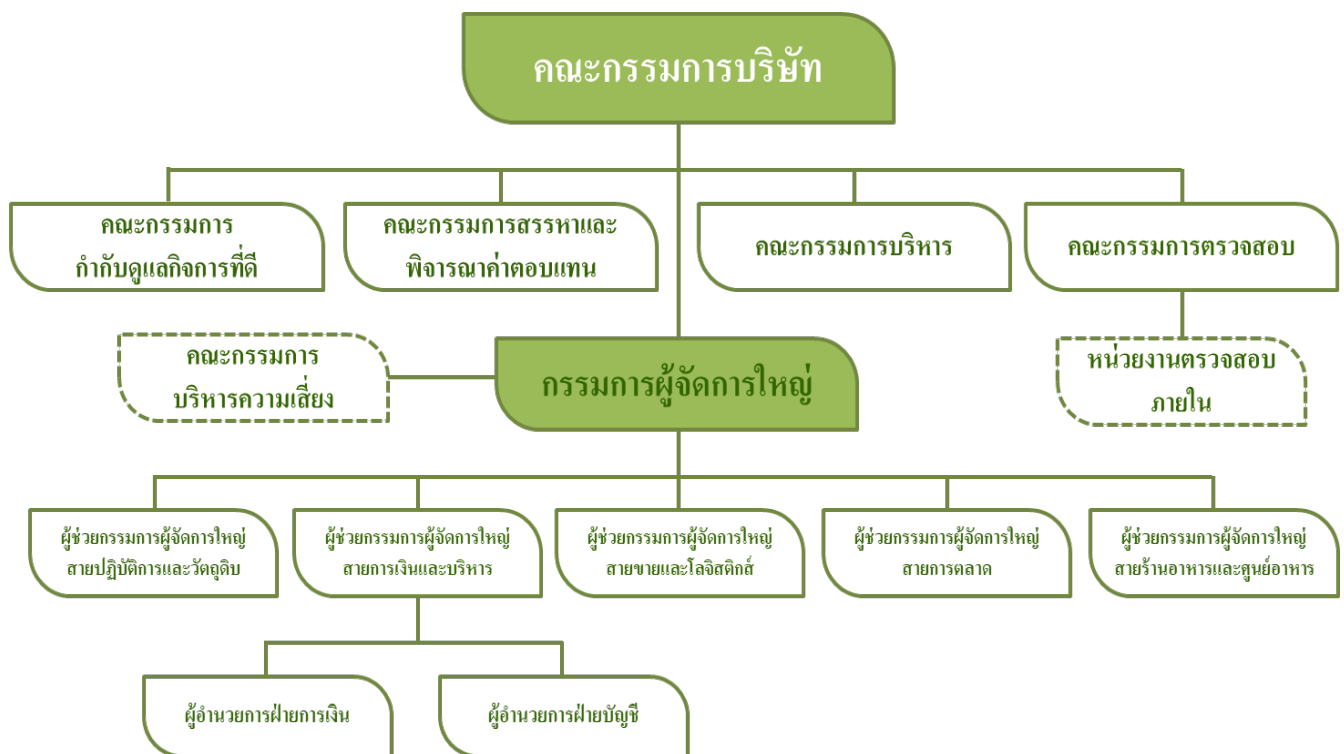 คณะกรรมการบริษัท
คณะกรรมการ
กำกับดูแลกิจการที่ดี
คณะกรรมการสรรหาและ
พิจารณาค่าตอบแทน
คณะกรรมการบริหาร
คณะกรรมการตรวจสอบ
คณะกรรมการ
บริหารความเสี่ยง
กรรมการผู้จัดการใหญ่
หน่วยงานตรวจสอบ
ภายใน
ผู้ช่วยกรรมการผู้จัดการใหญ่
สายปฏิบัติการและวัตถุดิบ
ผู้ช่วยกรรมการผู้จัดการใหญ่
สายการเงินและบริหาร
ผู้ช่วยกรรมการผู้จัดการใหญ่
สายขายและโลจิสติกส์
ผู้ช่วยกรรมการผู้จัดการใหญ่
สายการตลาด
ผู้ช่วยกรรมการผู้จัดการใหญ่
สายร้านอาหารและศูนย์อาหาร
ผู้อำนวยการฝ่ายการเงิน
ผู้อำนวยการฝ่ายบัญชี